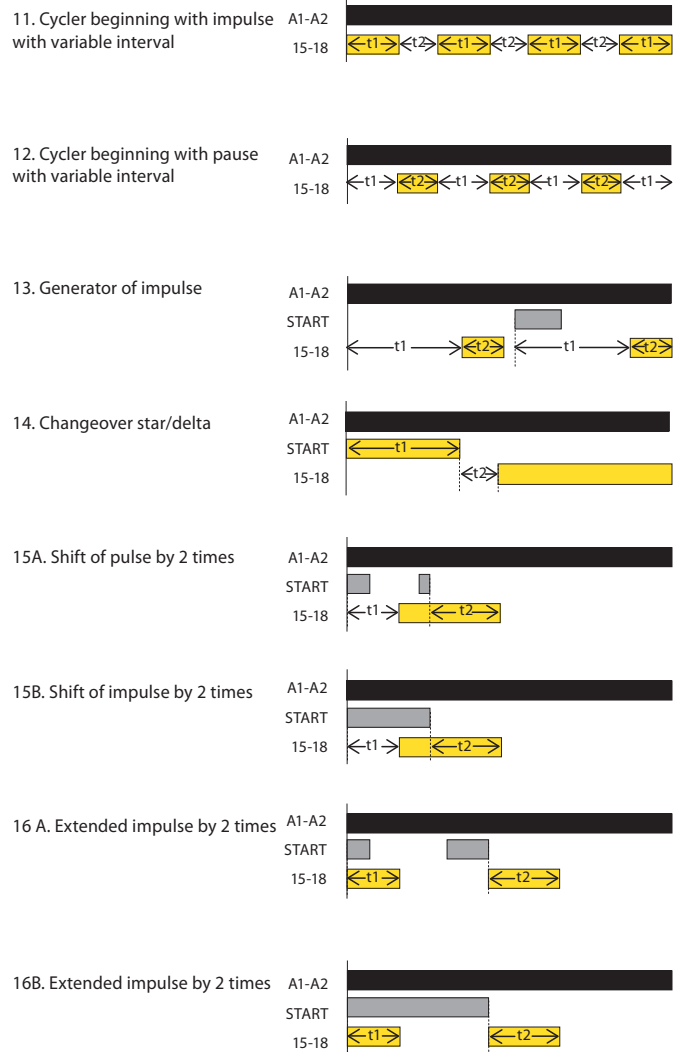 11. Cycler beginning with impulse
with variable interval
A1-A2
15-18
t1 t2 t1 t2 t1 t2 t1
12. Cycler beginning with pause
with variable interval
A1-A2
15-18
t1 t2 t1 t2 t1 t2 t1
13. Generator of impulse
A1-A2
START
15-18
t1 t2 t1 t2
14. Changeover star/delta
A1-A2
START
t1
15-18
t2
15A. Shift of pulse by 2 times
A1-A2
START
15-18
t1 t2
15B. Shift of impulse by 2 times
A1-A2
START
15-18
t1 t2
16 A. Extended impulse by 2 times
A1-A2
START
15-18
t1 t2
16B. Extended impulse by 2 times
A1-A2
START
15-18
t1 t2